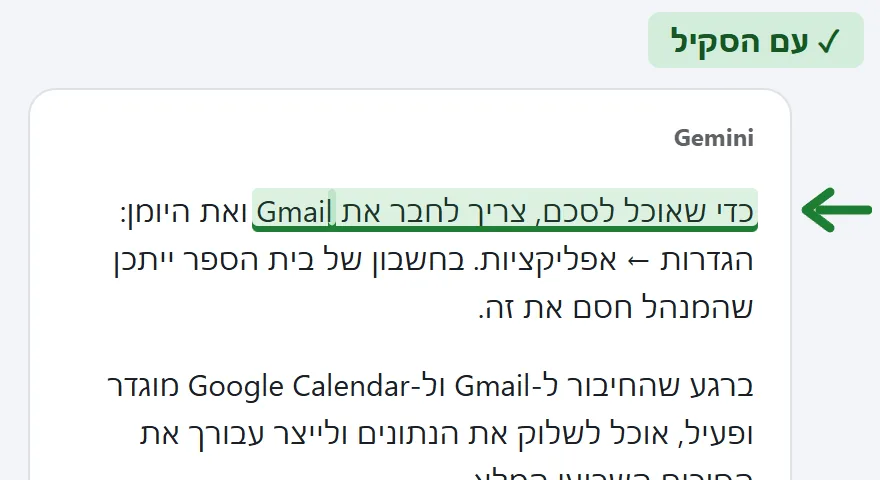 ✓ עם הסקיל
Gemini
כדי שאוכל לסכם, צריך לחבר את Gmail ואת היומן:
הגדרות ← אפליקציות. בחשבון של בית הספר ייתכן
שהמנהל חסם את זה.
ברגע שהחיבור ל-Gmail ול-Google Calendar מוגדר
ופעיל, אוכל לשלוק את הנתונים ולייצר עבורך את